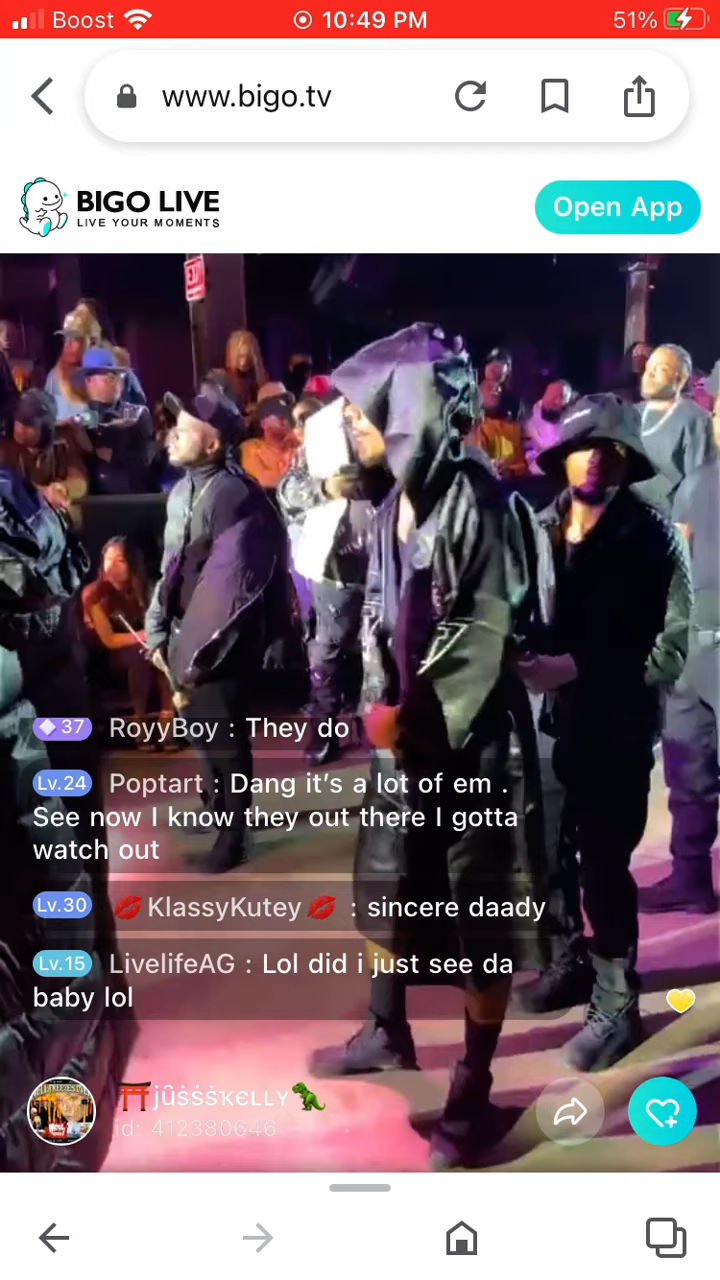 Boost 10:49 PM 51%
www.bigo.tv
BIGO LIVE
LIVE YOUR MOMENTS
Open App
EXIT
37 RoyyBoy : They do
Lv.24 Poptart : Dang it's a lot of em .
See now I know they out there I gotta
watch out
Lv.30 💋KlassyKutey💋 : sincere daady
Lv.15 LivelifeAG : Lol did i just see da
baby lol
⛩️jȗṡṡṡҡєʟʟʏ🦖
id: 412380646